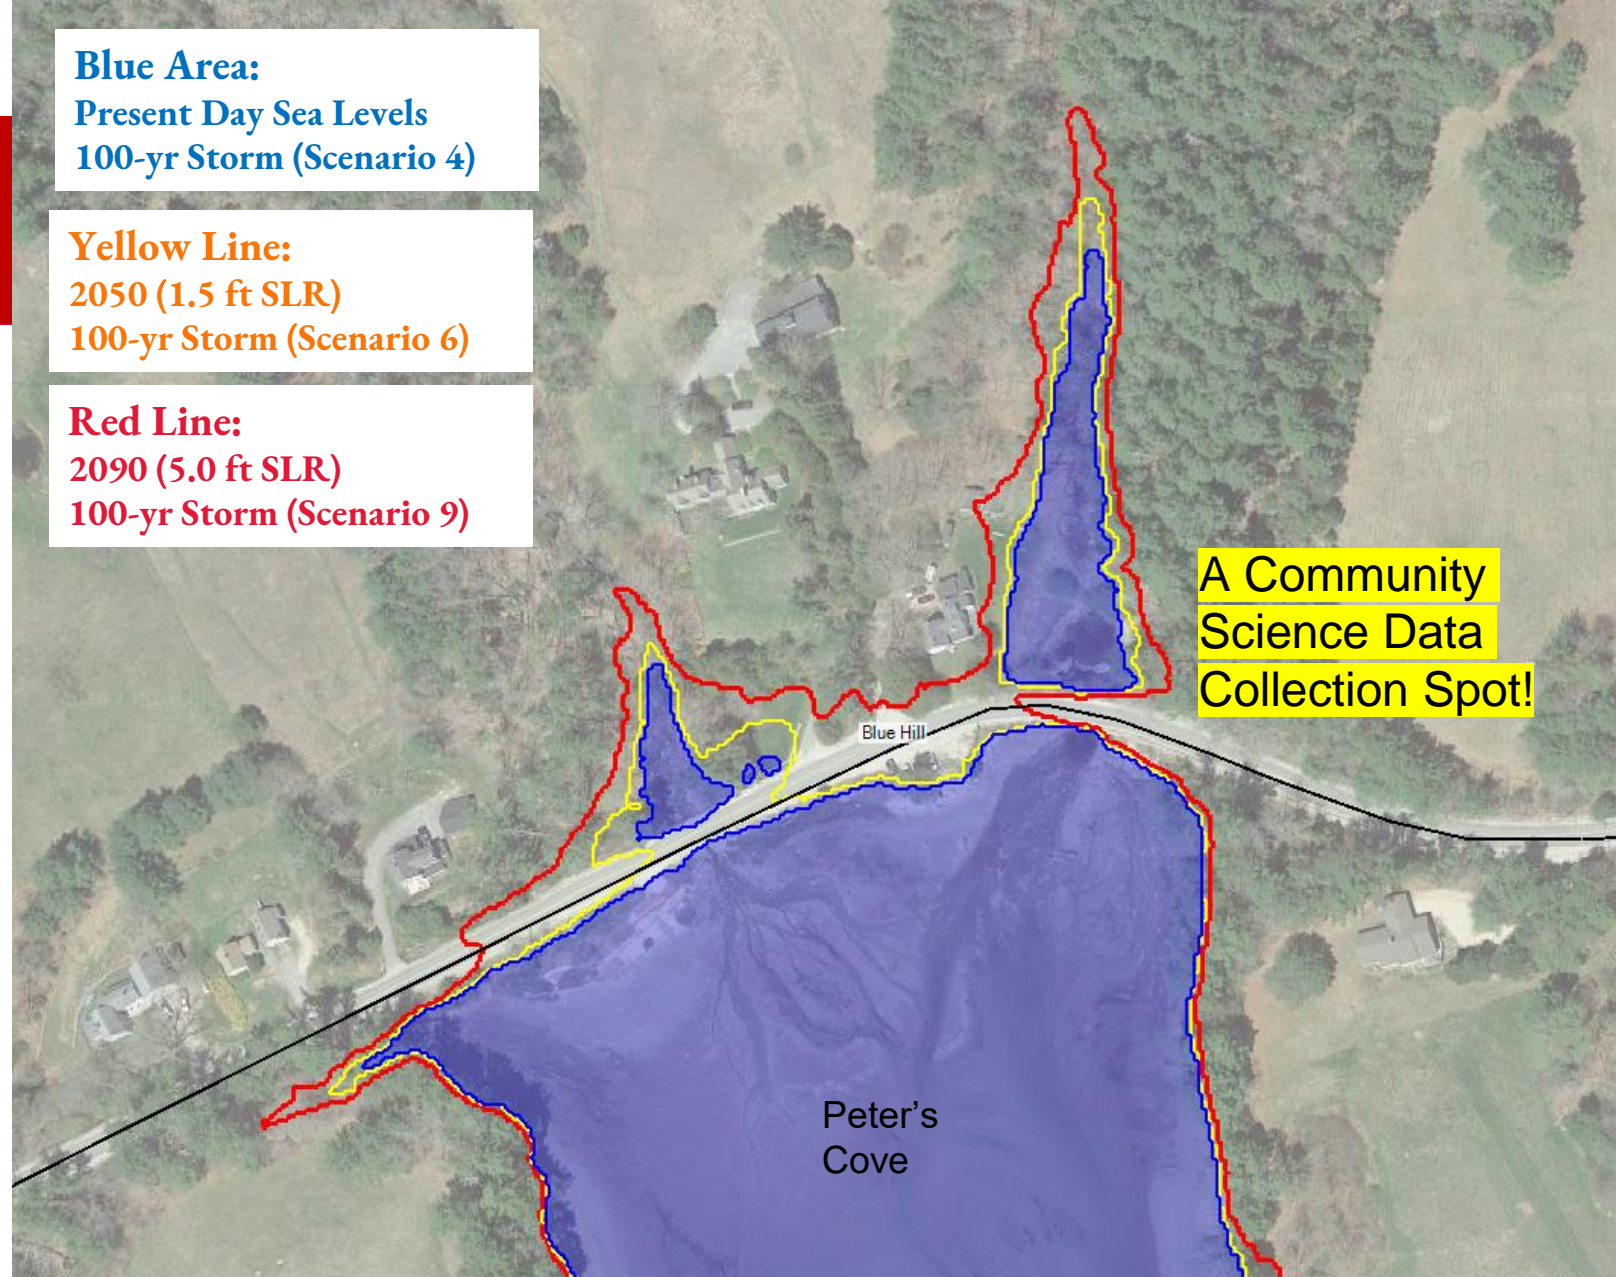 Blue Area:
Present Day Sea Levels
100-yr Storm (Scenario 4)
Yellow Line:
2050 (1.5 ft SLR)
100-yr Storm (Scenario 6)
Red Line:
2090 (5.0 ft SLR)
100-yr Storm (Scenario 9)
A Community
Science Data
Collection Spot!
Blue Hill
Peter’s
Cove